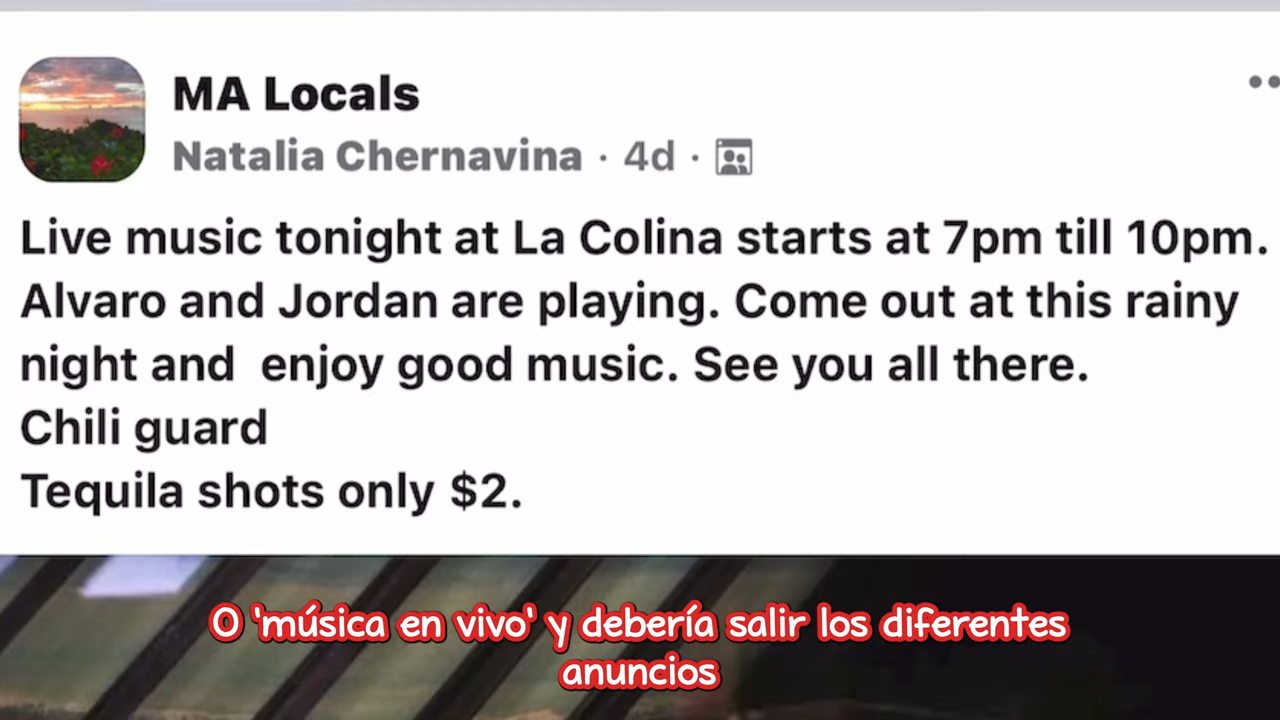 MA Locals
Natalia Chernavina · 4d ·
Live music tonight at La Colina starts at 7pm till 10pm.
Alvaro and Jordan are playing. Come out at this rainy
night and  enjoy good music. See you all there.
Chili guard
Tequila shots only $2.
O 'música en vivo' y debería salir los diferentes
anuncios